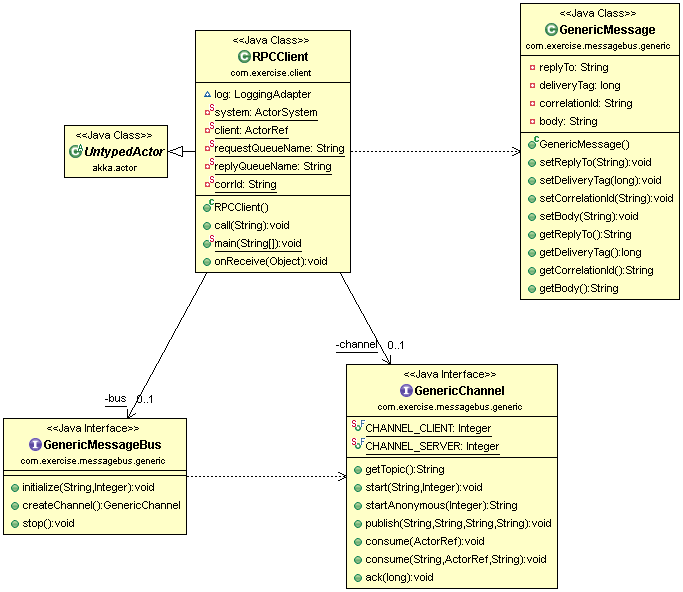 <<Java Class>>
RPCClient
com.exercise.client
log: LoggingAdapter
system: ActorSystem
client: ActorRef
requestQueueName: String
replyQueueName: String
corrId: String
RPCClient()
call(String):void
main(String[]):void
onReceive(Object):void
<<Java Class>>
GenericMessage
com.exercise.messagebus.generic
replyTo: String
deliveryTag: long
correlationId: String
body: String
GenericMessage()
setReplyTo(String):void
setDeliveryTag(long):void
setCorrelationId(String):void
setBody(String):void
getReplyTo():String
getDeliveryTag():long
getCorrelationId():String
getBody():String
<<Java Class>>
UntypedActor
akka.actor
-channel 0..1
-bus 0..1
<<Java Interface>>
GenericMessageBus
com.exercise.messagebus.generic
initialize(String,Integer):void
createChannel():GenericChannel
stop():void
<<Java Interface>>
GenericChannel
com.exercise.messagebus.generic
CHANNEL_CLIENT: Integer
CHANNEL_SERVER: Integer
getTopic():String
start(String,Integer):void
startAnonymous(Integer):String
publish(String,String,String,String):void
consume(ActorRef):void
consume(String,ActorRef,String):void
ack(long):void